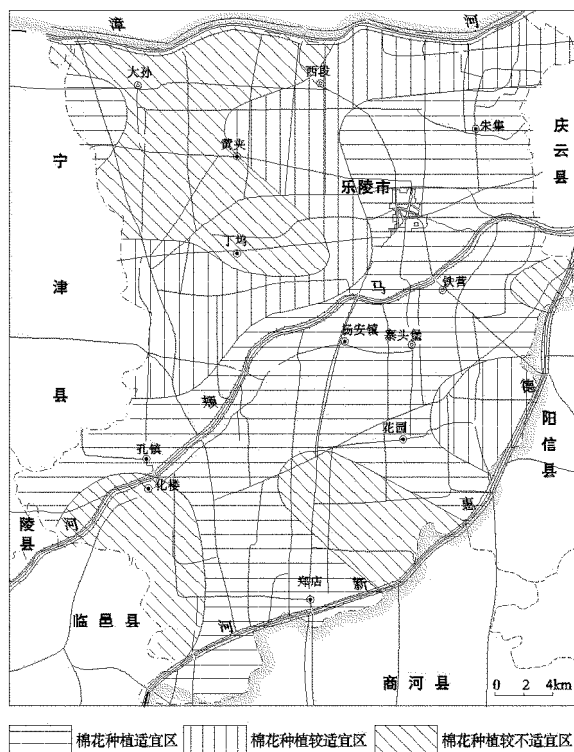 漳
河
大孙
西段
朱集
庆云县
黄夹
宁津县
乐陵市
丁坞
马
铁营
杨安镇
寨头堡
德
颊
阳信县
花园
孔镇
化楼
惠
陵县
河
郑店
新
临邑县
河
商河县
0 2 4km
棉花种植适宜区 棉花种植较适宜区 棉花种植较不适宜区